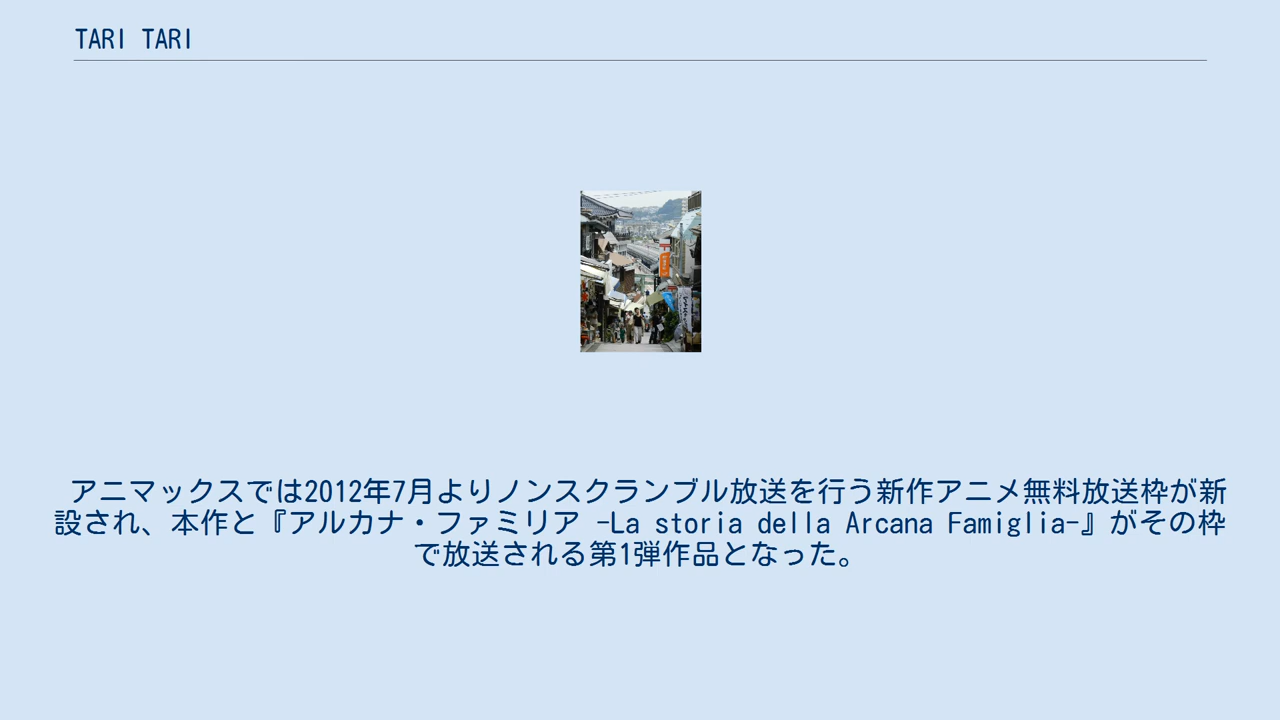 TARI TARI
アニマックスでは2012年7月よりノンスクランブル放送を行う新作アニメ無料放送枠が新
設され、本作と『アルカナ・ファミリア -La storia della Arcana Famiglia-』がその枠
で放送される第1弾作品となった。